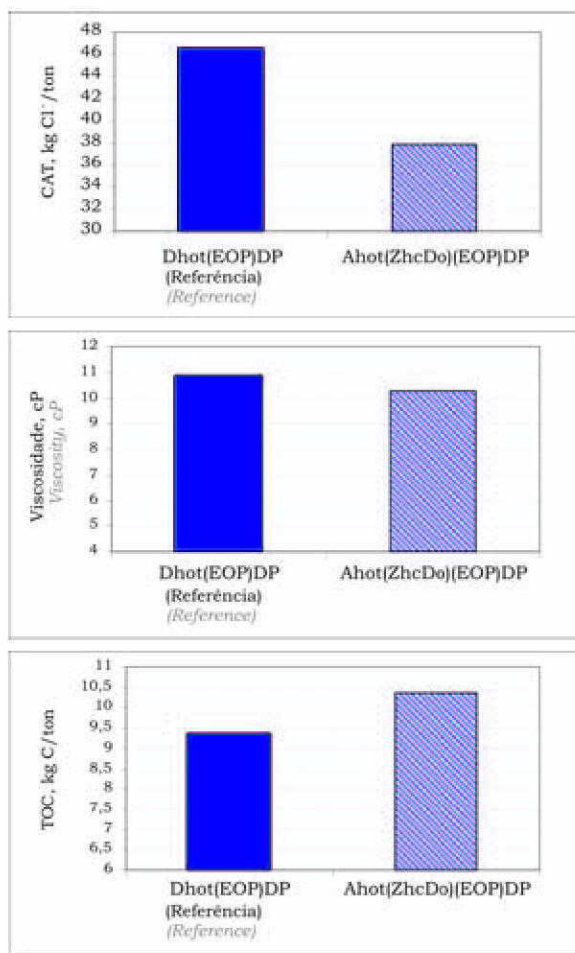 CAT, kg Cl⁻/ton
48
46
44
42
40
38
36
34
32
30
Dhot(EOP)DP
(Referéncia)
(Reference)
Ahot(ZhcDo)(EOP)DP
Viscosidade, cP
Viscosity, cP
12
11
10
9
8
7
6
5
4
Dhot(EOP)DP
(Referéncia)
(Reference)
Ahot(ZhcDo)(EOP)DP
TOC, kg C/ton
11
10,5
10
9,5
9
8,5
8
7,5
7
6,5
6
Dhot(EOP)DP
(Referéncia)
(Reference)
Ahot(ZhcDo)(EOP)DP